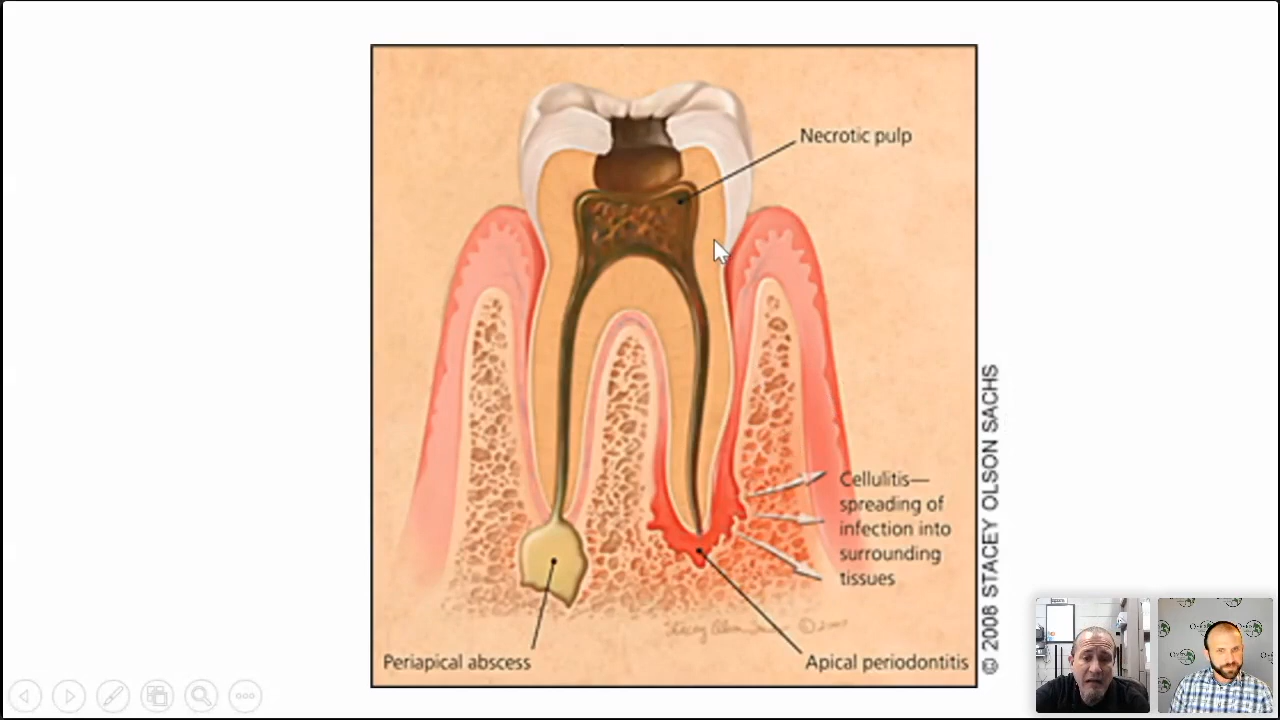 Necrotic pulp
Cellulitis—
spreading of
infection into
surrounding
tissues
Periapical abscess
Apical periodontitis
© 2008 STACEY OLSON SACHS